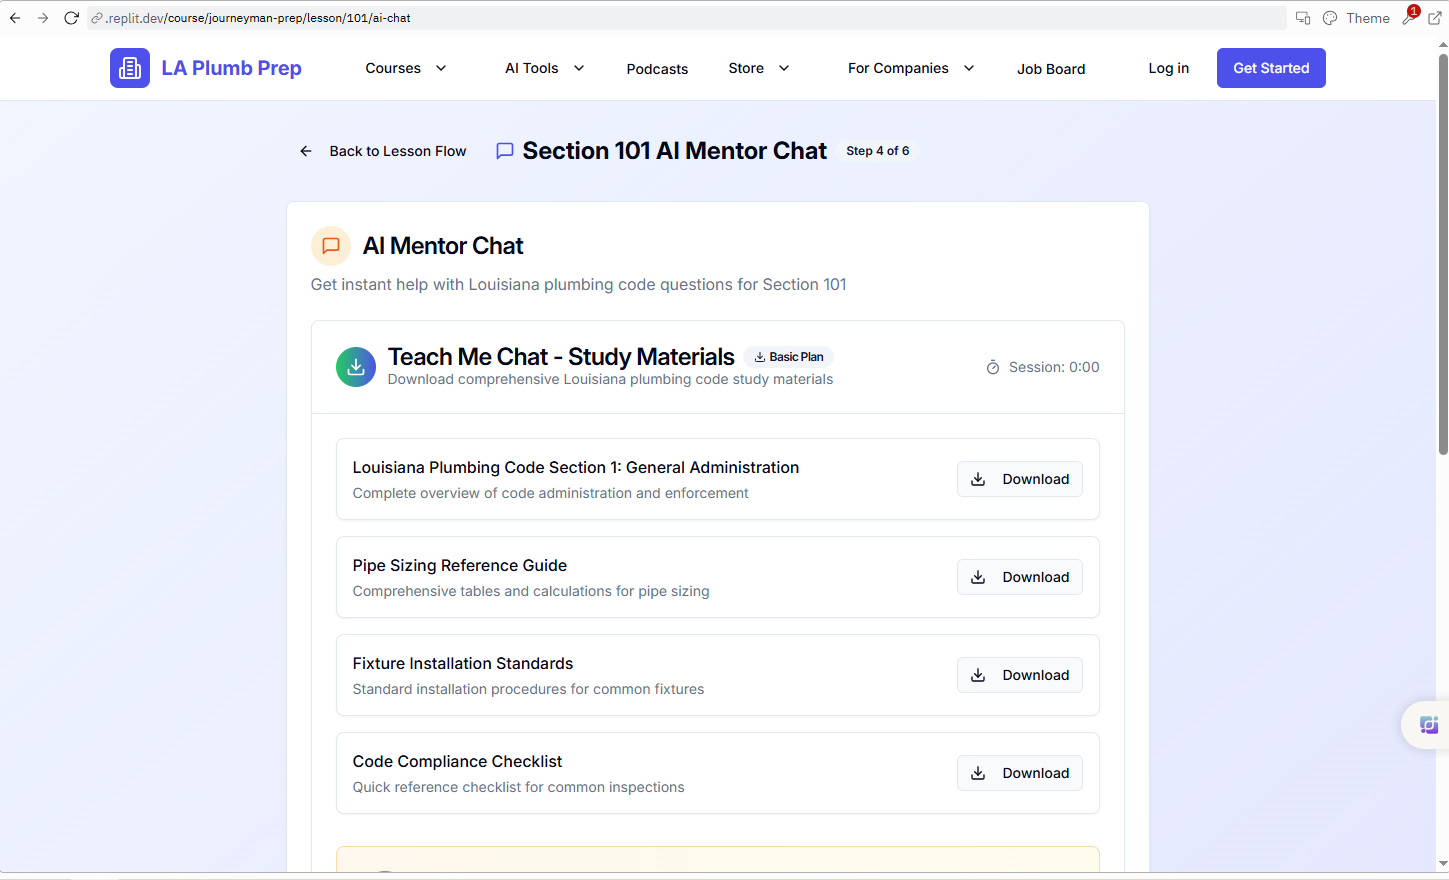 .replit.dev/course/journeyman-prep/lesson/101/ai-chat
Theme
1
LA Plumb Prep
Courses
AI Tools
Podcasts
Store
For Companies
Job Board
Log in
Get Started
Back to Lesson Flow
Section 101 AI Mentor Chat
Step 4 of 6
AI Mentor Chat
Get instant help with Louisiana plumbing code questions for Section 101
Teach Me Chat - Study Materials
Basic Plan
Download comprehensive Louisiana plumbing code study materials
Session: 0:00
Louisiana Plumbing Code Section 1: General Administration
Complete overview of code administration and enforcement
Download
Pipe Sizing Reference Guide
Comprehensive tables and calculations for pipe sizing
Download
Fixture Installation Standards
Standard installation procedures for common fixtures
Download
Code Compliance Checklist
Quick reference checklist for common inspections
Download